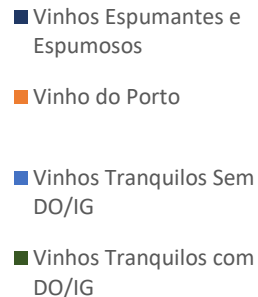 Vinhos Espumantes e
Espumosos
Vinho do Porto
Vinhos Tranquilos Sem
DO/IG
Vinhos Tranquilos com
DO/IG